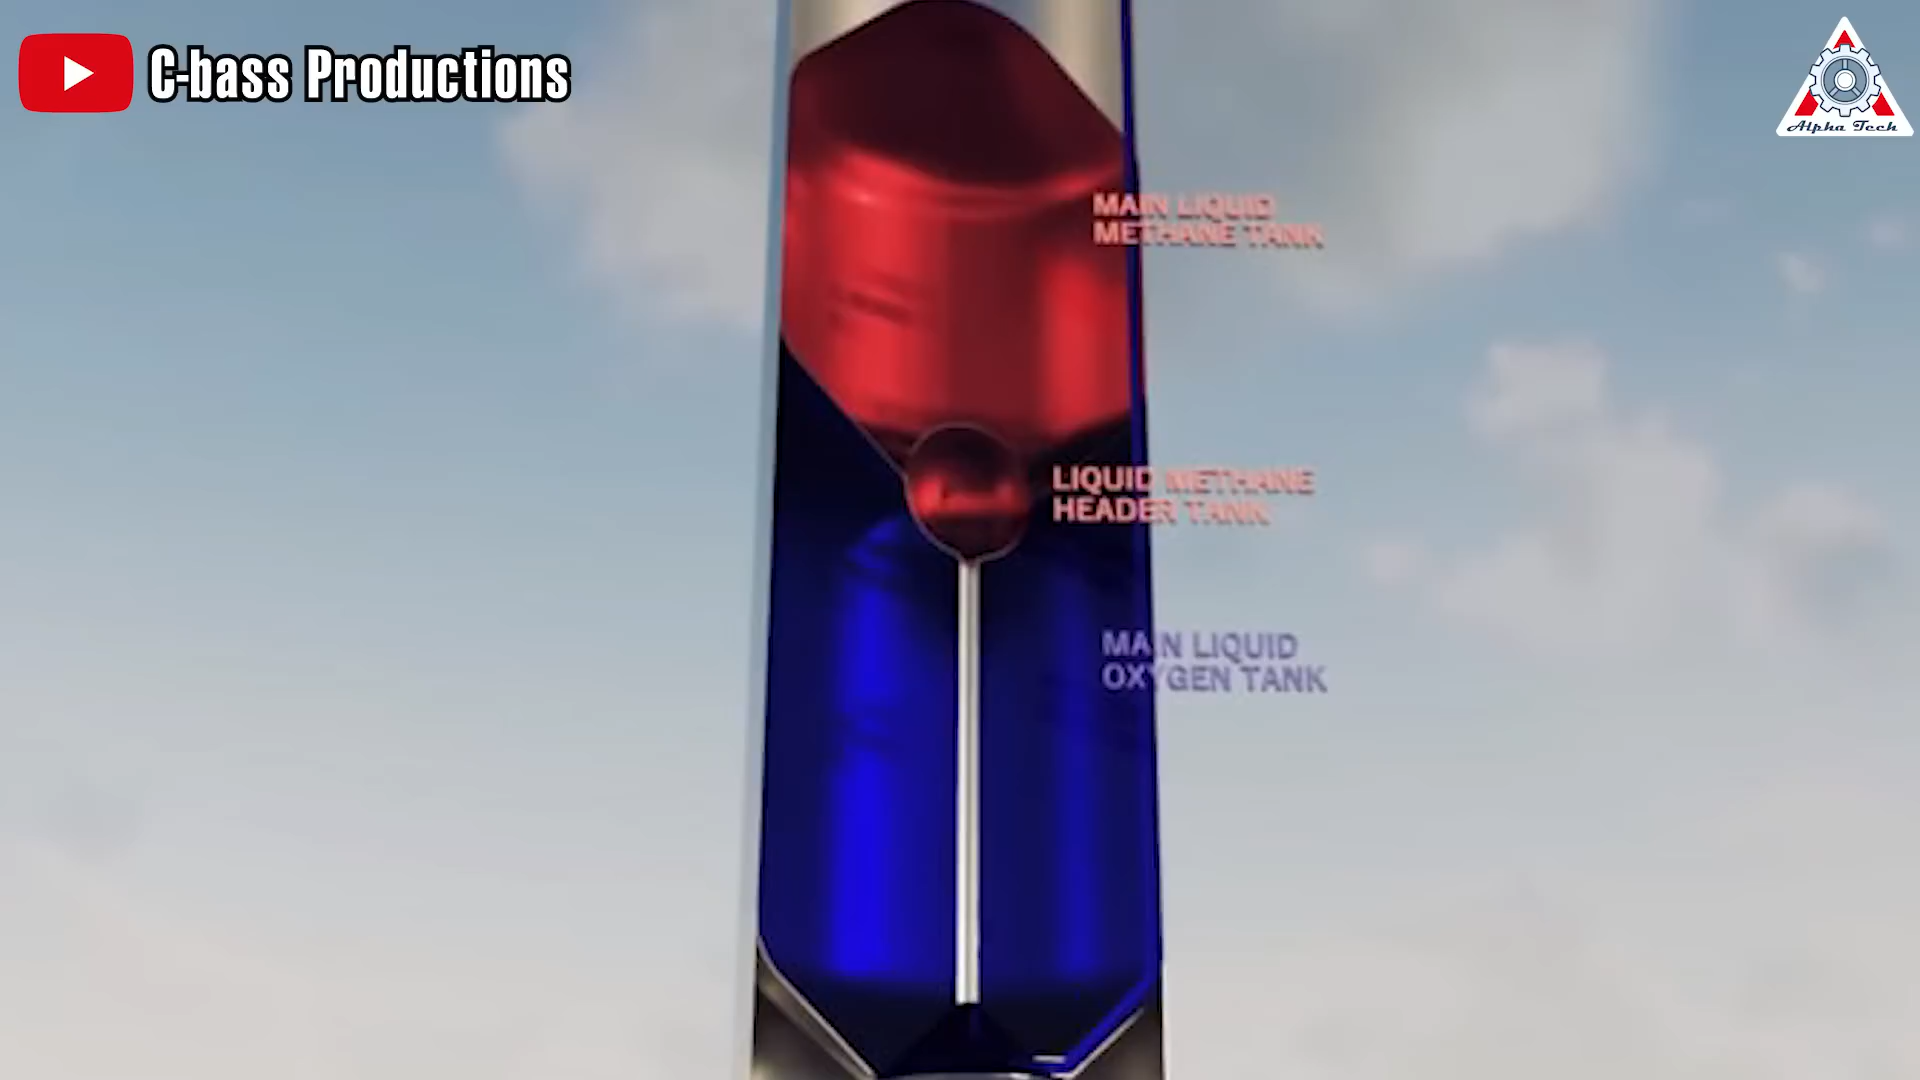 C-bass Productions
Alpha Tech
MAIN LIQUID
METHANE TANK
LIQUID METHANE
HEADER TANK
MAIN LIQUID
OXYGEN TANK